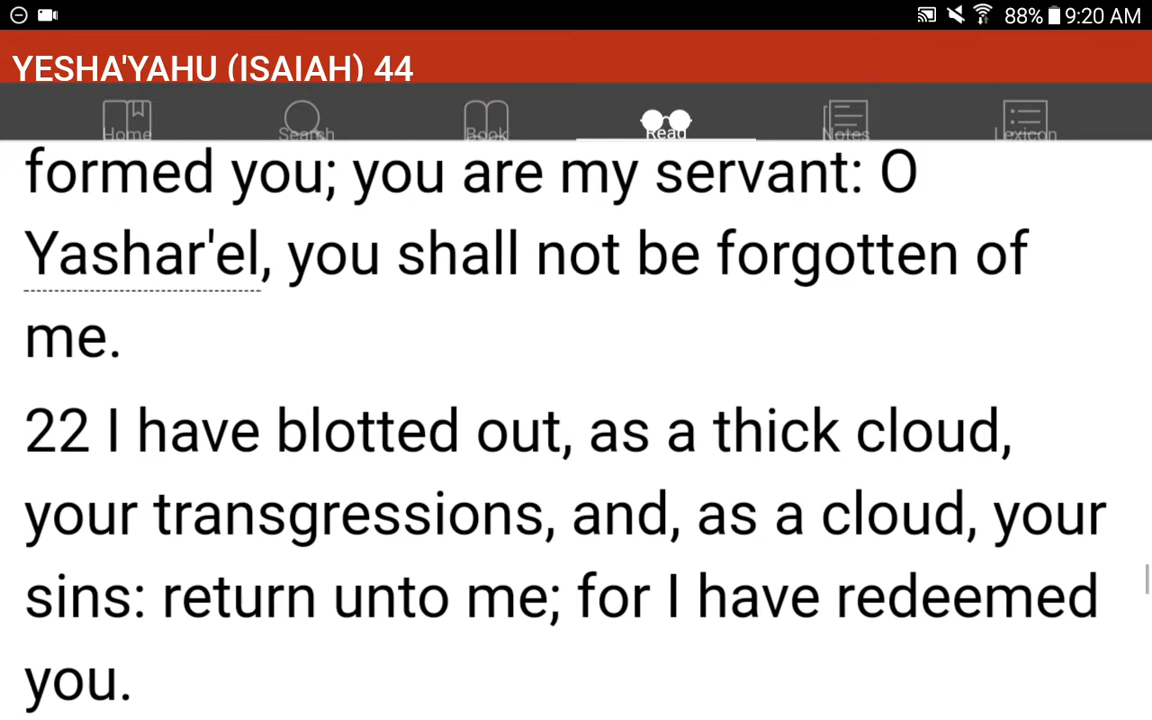 88% 9:20 AM
YESHA'YAHU (ISAIAH) 44
Home Search Book Read Notes Lexicon
formed you; you are my servant: O
Yashar'el, you shall not be forgotten of
me.
22 I have blotted out, as a thick cloud,
your transgressions, and, as a cloud, your
sins: return unto me; for I have redeemed
you.